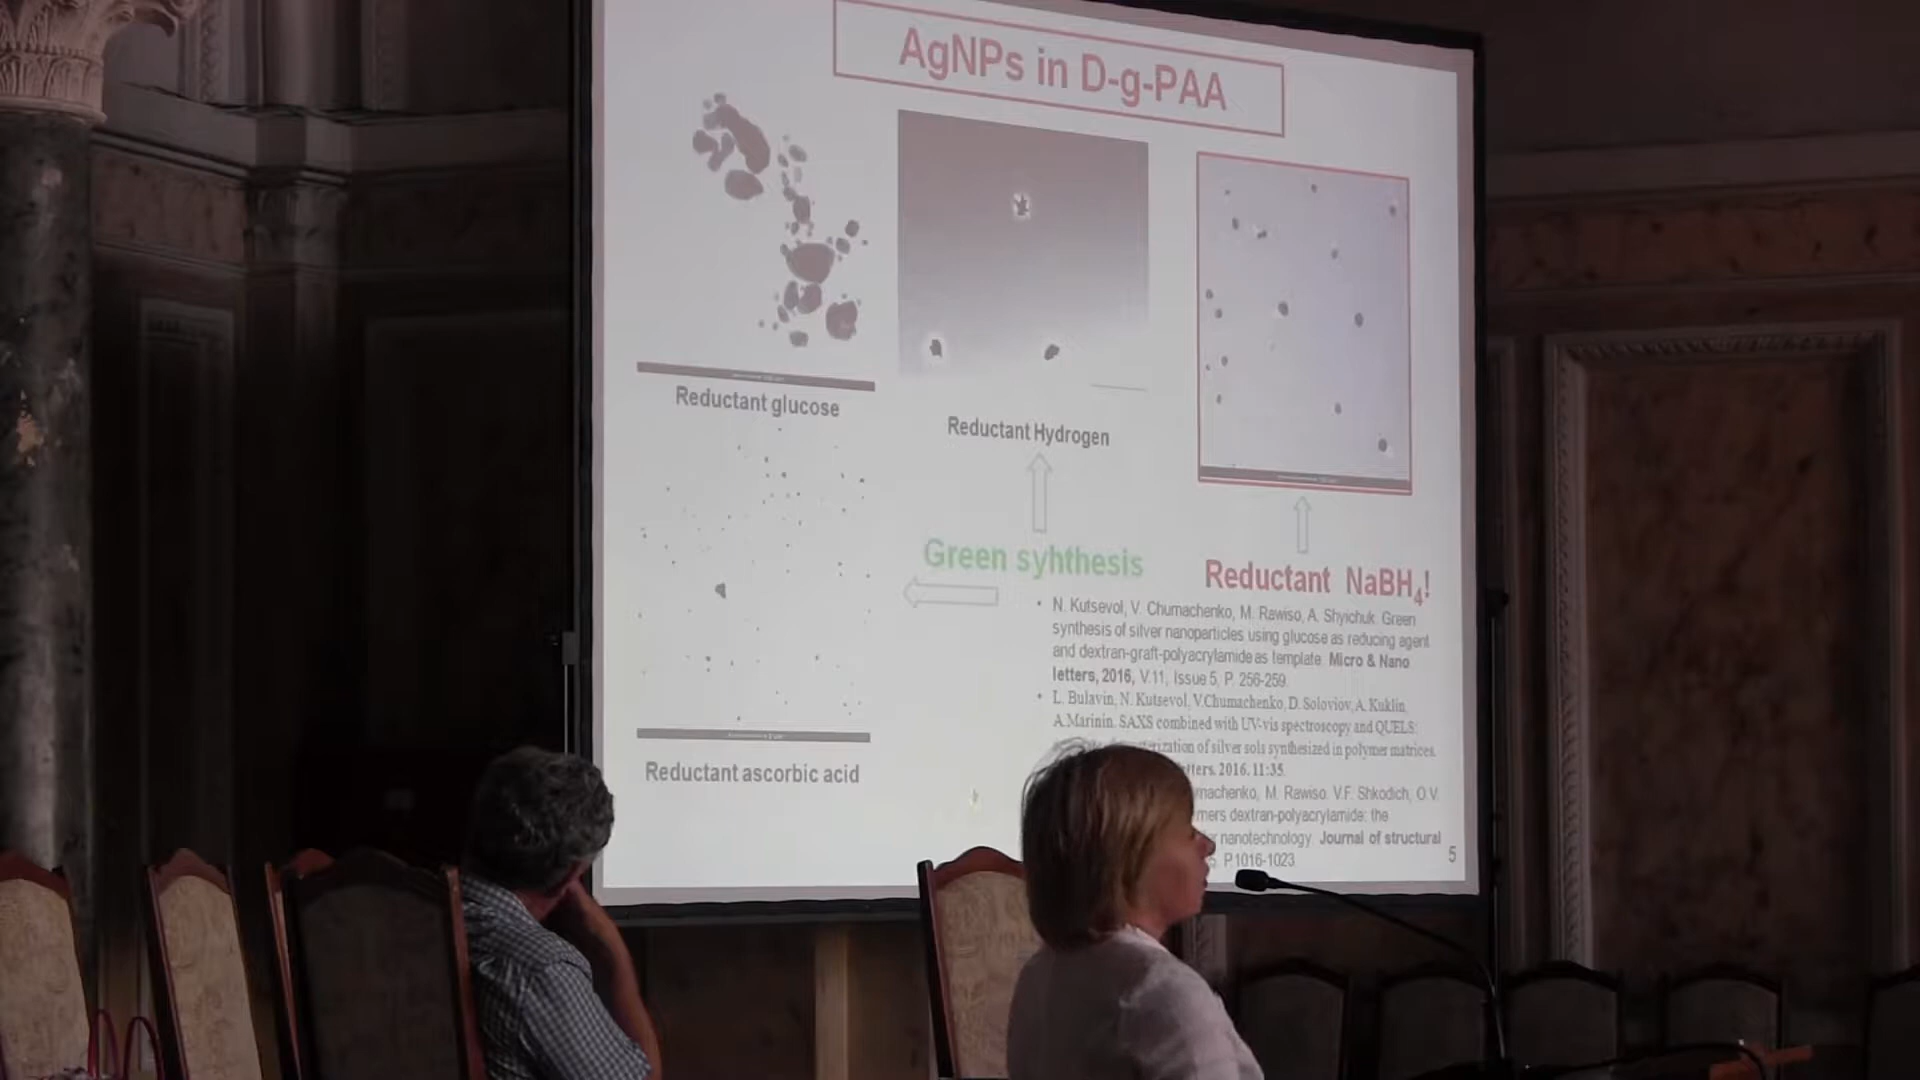 AgNPs in D-g-PAA
Reductant glucose
Reductant Hydrogen
Green syhthesis
Reductant NaBH4!
Reductant ascorbic acid
• N. Kutsevol, V. Chumachenko, M. Rawiso, A. Shyichuk. Green
synthesis of silver nanoparticles using glucose as reducing agent
and dextran-graft-polyacrylamide as template. Micro & Nano
letters, 2016, V.11, Issue 5, P. 256-259.
• L. Bulavin, N. Kutsevol, V.Chumachenko, D. Soloviov, A. Kuklin,
A.Marinin. SAXS combined with UV-vis spectroscopy and QUELS:
of silver sols synthesized in polymer matrices.
2016. 11:35.
M. Rawiso. V.F. Shkodich, O.V.
dextran-polyacrylamide: the
nanotechnology. Journal of structural
P.1016-1023.
5